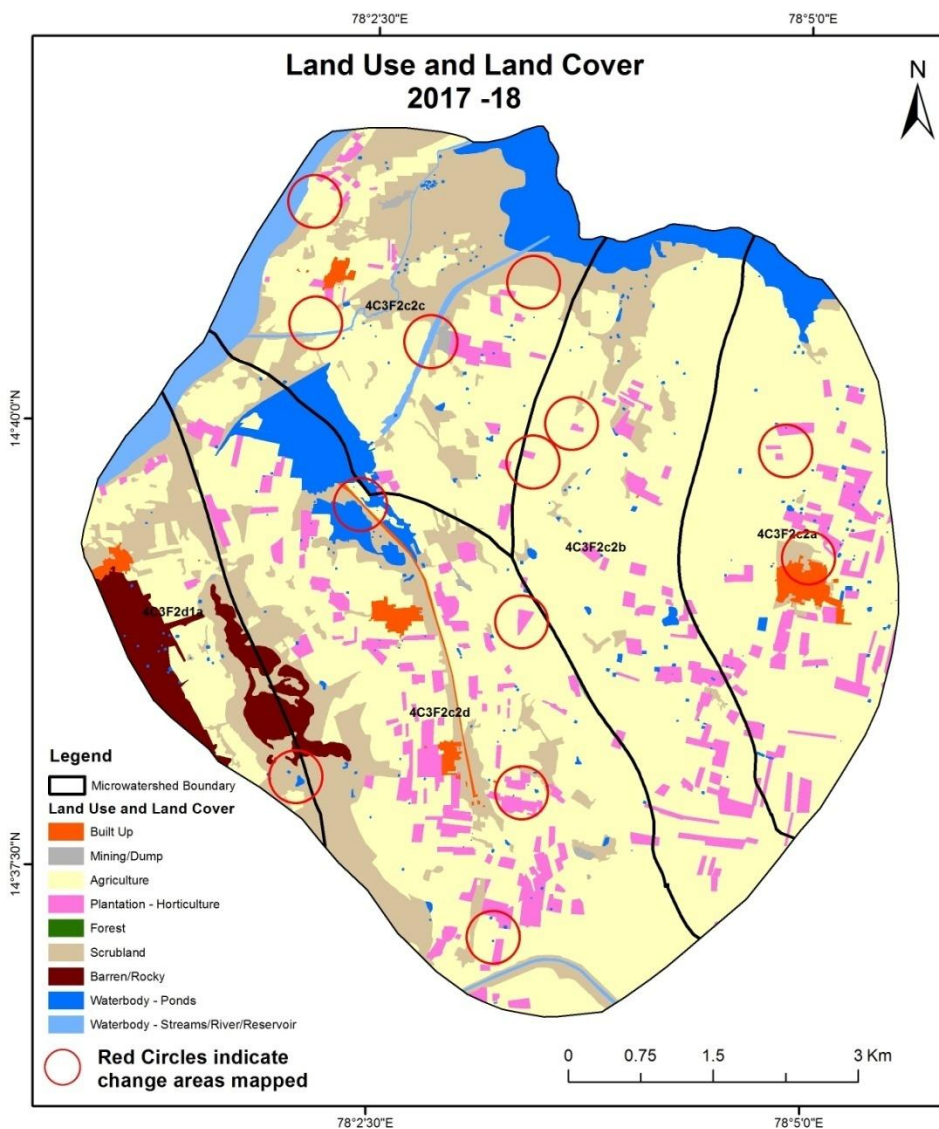 78°2'30"E 78°5'0"E
Land Use and Land Cover
2017 -18
N
4C3F2c2c
14°40'0"N
4C3F2c2b
4C3F2c2a
4C3F2d1a
4C3F2c2d
14°37'30"N
Legend
Microwatershed Boundary
Land Use and Land Cover
Built Up
Mining/Dump
Agriculture
Plantation - Horticulture
Forest
Scrubland
Barren/Rocky
Waterbody - Ponds
Waterbody - Streams/River/Reservoir
Red Circles indicate
change areas mapped
0 0.75 1.5 3 Km
78°2'30"E 78°5'0"E